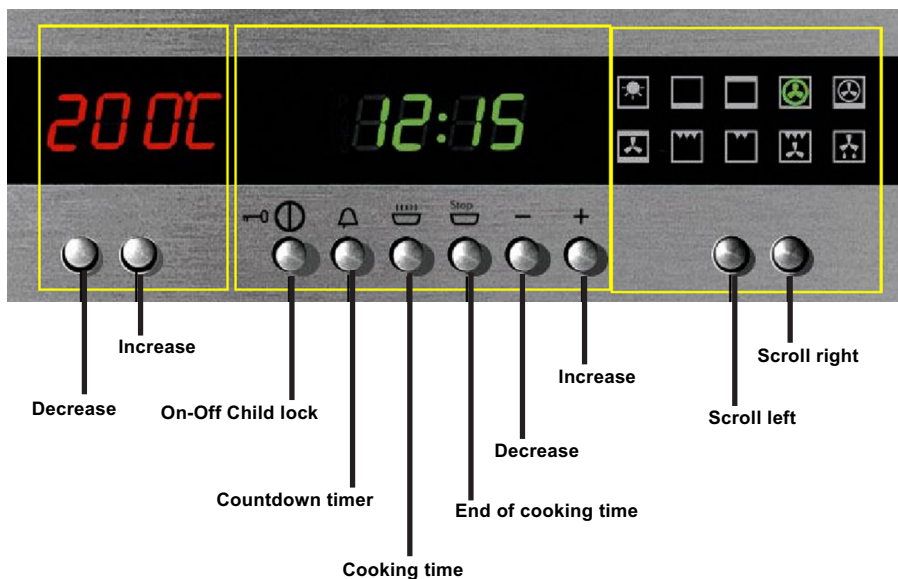 200°C
12:15
Stop
− +
Increase
Decrease
On-Off Child lock
Countdown timer
Cooking time
End of cooking time
Decrease
Increase
Scroll left
Scroll right